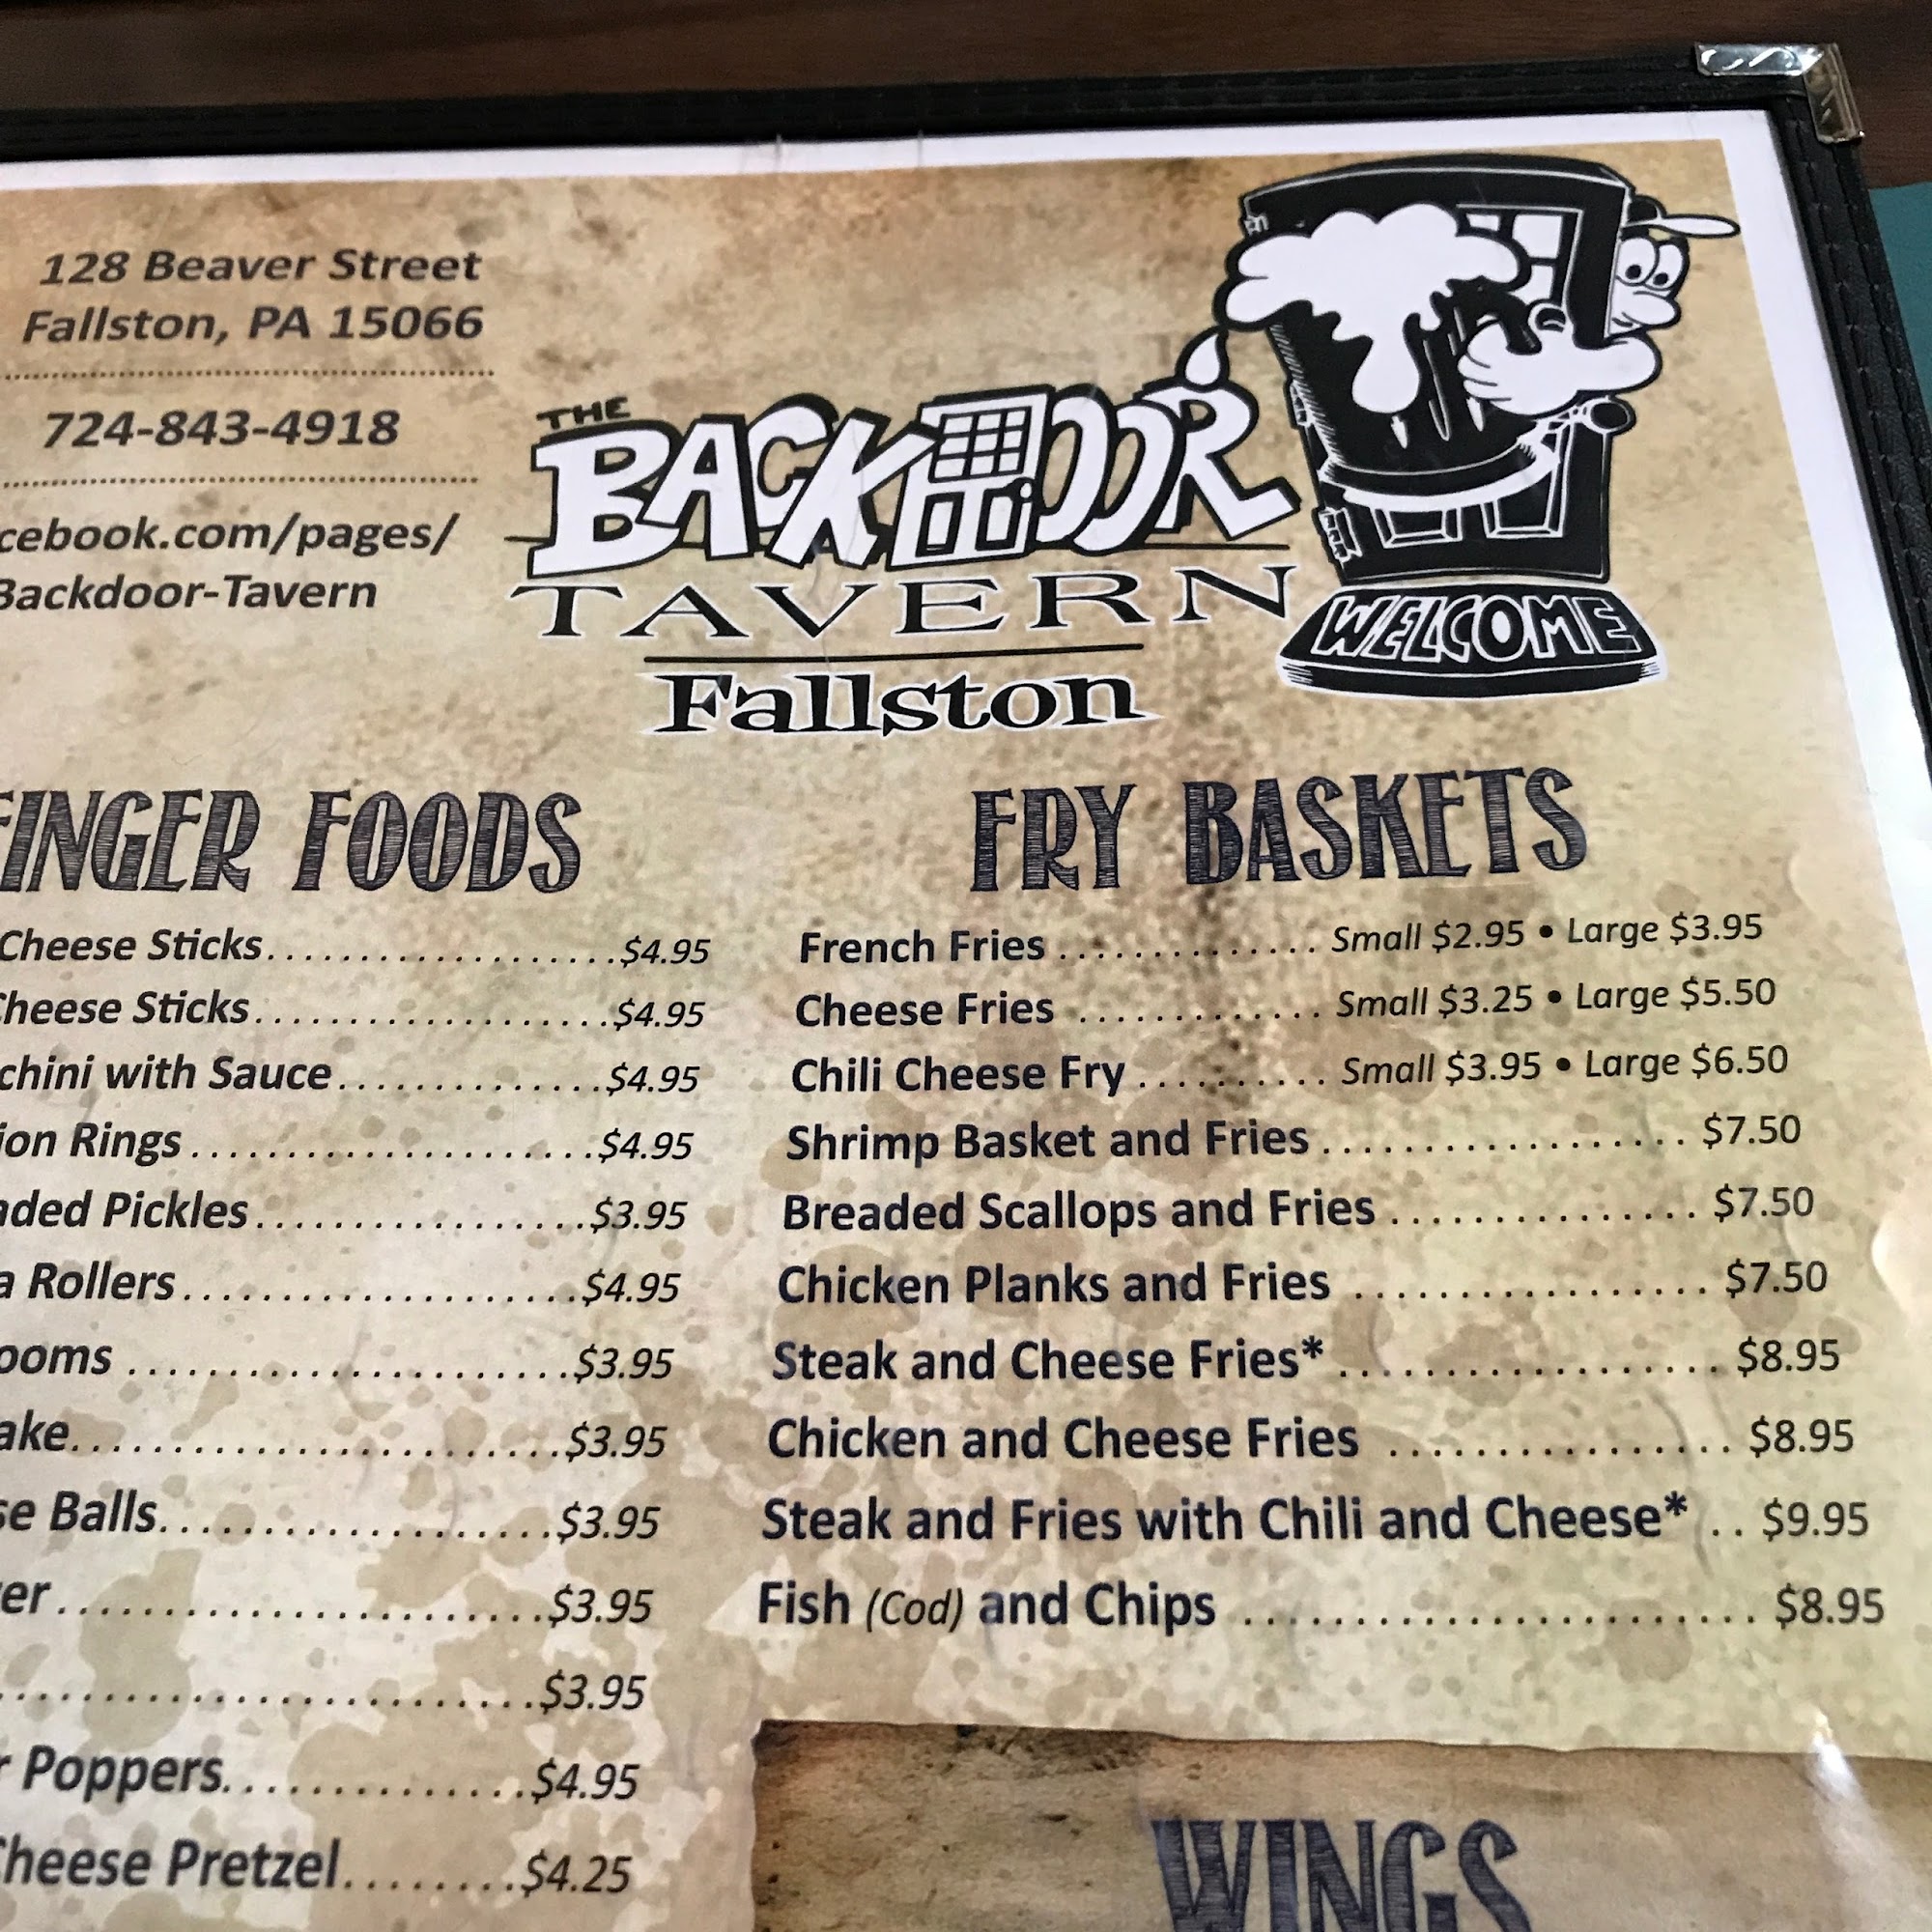 128 Beaver Street
Fallston, PA 15066
724-843-4918
cebook.com/pages/
Backdoor-Tavern
THE
BACKDOOR
TAVERN
Fallston
WELCOME
FINGER FOODS
Cheese Sticks....................$4.95
Cheese Sticks....................$4.95
chini with Sauce...............$4.95
ion Rings......................$4.95
aded Pickles..................$3.95
a Rollers.....................$4.95
ooms.......................$3.95
ake.........................$3.95
se Balls....................$3.95
er........................$3.95
..........................$3.95
r Poppers................$4.95
Cheese Pretzel........$4.25
FRY BASKETS
French Fries.............. Small $2.95 • Large $3.95
Cheese Fries ............. Small $3.25 • Large $5.50
Chili Cheese Fry.......... Small $3.95 • Large $6.50
Shrimp Basket and Fries.................. $7.50
Breaded Scallops and Fries............... $7.50
Chicken Planks and Fries ................. $7.50
Steak and Cheese Fries*.................. $8.95
Chicken and Cheese Fries ................ $8.95
Steak and Fries with Chili and Cheese* .. $9.95
Fish (Cod) and Chips ....................... $8.95
WINGS